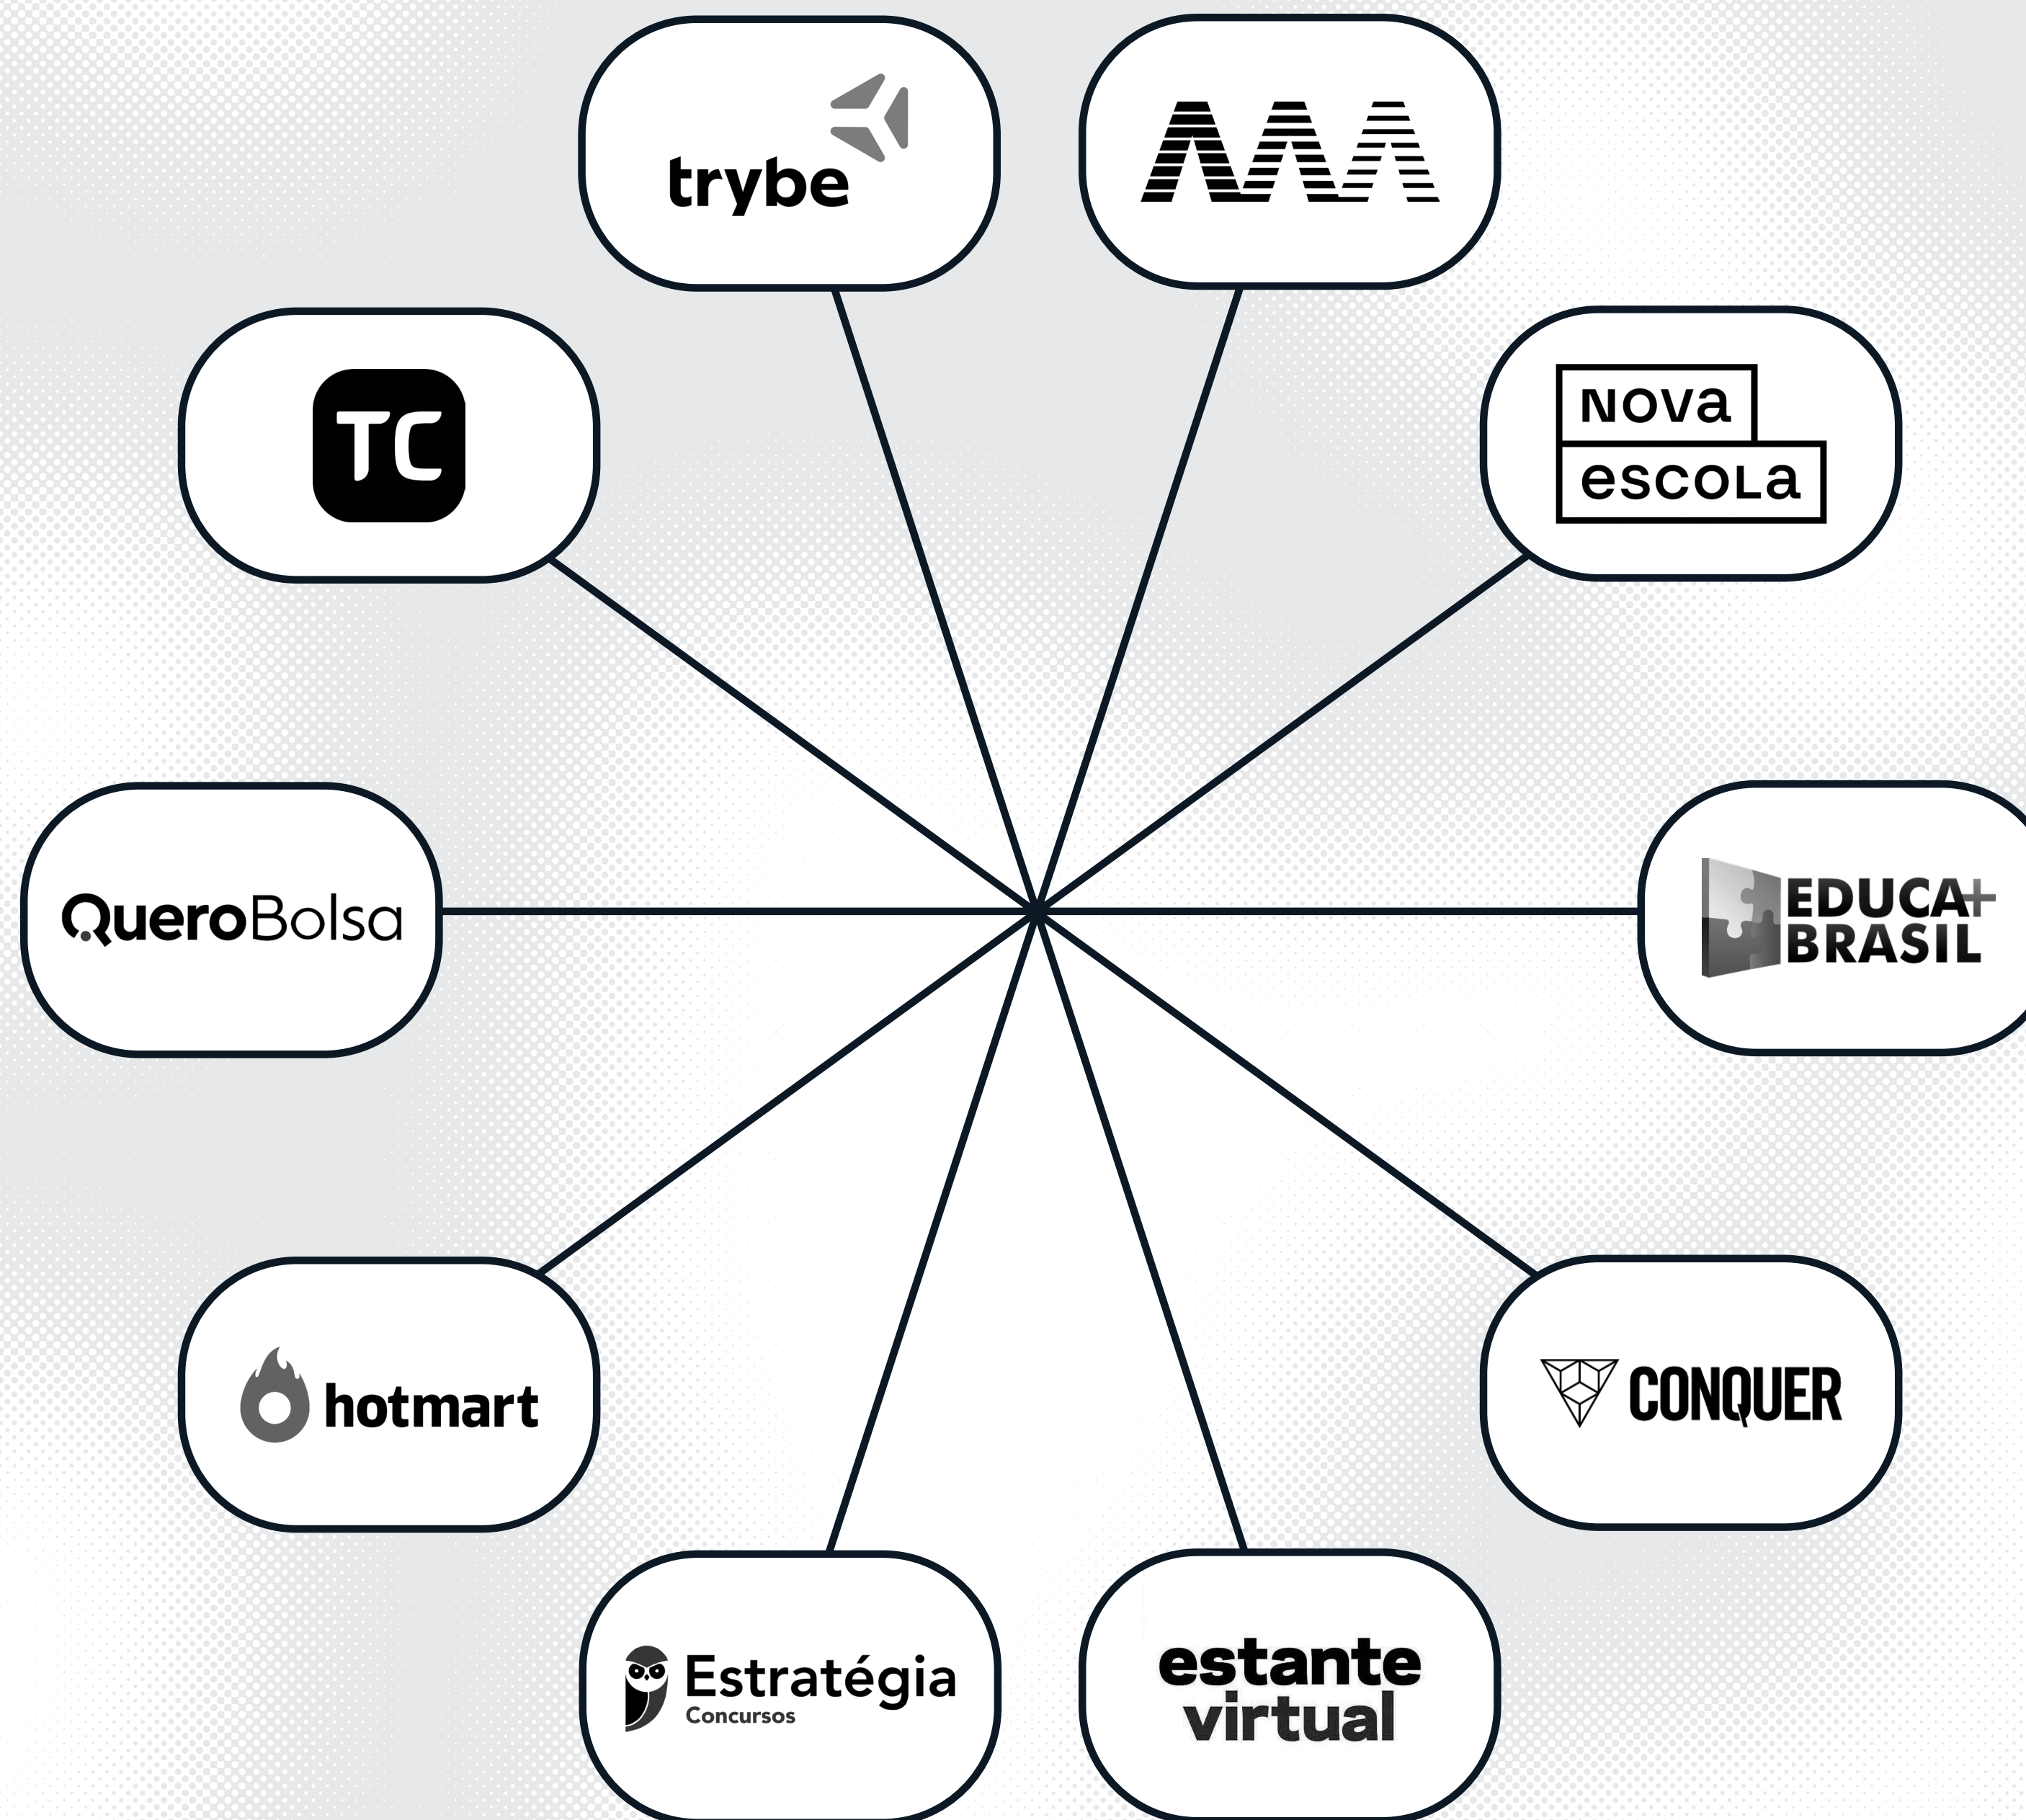 trybe
TC
nova
escola
QueroBolsa
EDUCA+
BRASIL
hotmart
CONQUER
Estratégia
Concursos
estante
virtual